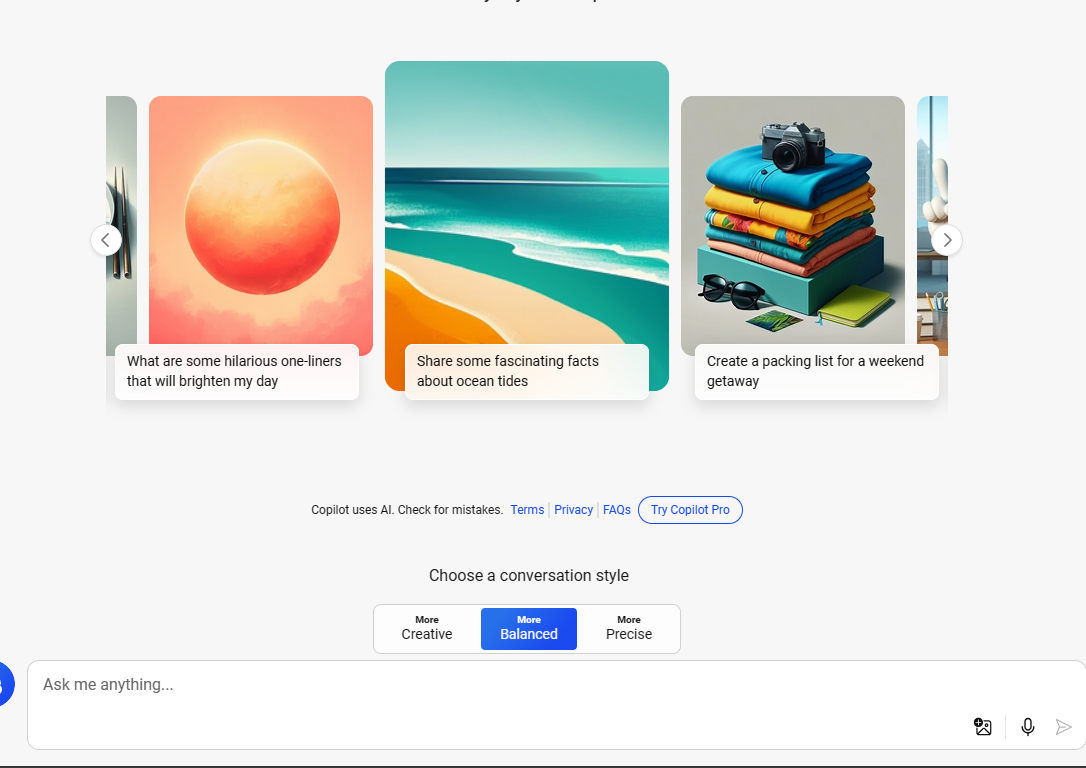 What are some hilarious one-liners
that will brighten my day
Share some fascinating facts
about ocean tides
Create a packing list for a weekend
getaway
Copilot uses AI. Check for mistakes. Terms Privacy FAQs Try Copilot Pro
Choose a conversation style
More
Creative
More
Balanced
More
Precise
Ask me anything...